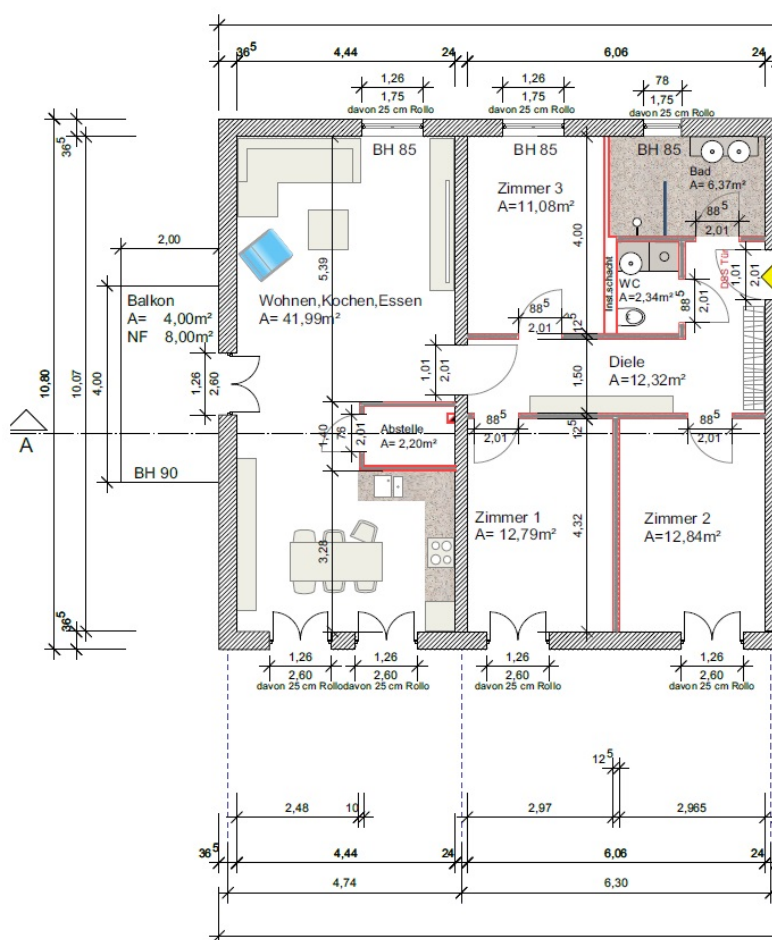 36⁵
4,44
24
6,06
24
1,26
1,75
davon 25 cm Rollo
1,26
1,75
davon 25 cm Rollo
78
1,75
davon 25 cm Rollo
BH 85
BH 85
BH 85
36⁵
Zimmer 3
A=11,08m²
Bad
A= 6,37m²
88⁵
2,01
4,00
2,00
5,39
Balkon
A= 4,00m²
NF 8,00m²
Wohnen,Kochen,Essen
A= 41,99m²
Inst.schacht
WC
A=2,34m²
88⁵
2,01
D8S Tür
1,01
2,01
88⁵
2,01
12⁵
10,80
10,07
4,00
1,26
2,60
1,01
2,01
1,50
Diele
A=12,32m²
A
1,40
76
2,01
Abstelle
A= 2,20m²
88⁵
2,01
12⁵
88⁵
2,01
BH 90
3,28
Zimmer 1
A= 12,79m²
4,32
Zimmer 2
A=12,84m²
36⁵
1,26
2,60
davon 25 cm Rollo
1,26
2,60
davon 25 cm Rollo
1,26
2,60
davon 25 cm Rollo
1,26
2,60
davon 25 cm Rollo
12⁵
2,48
10
2,97
2,965
36⁵
4,44
24
6,06
24
4,74
6,30